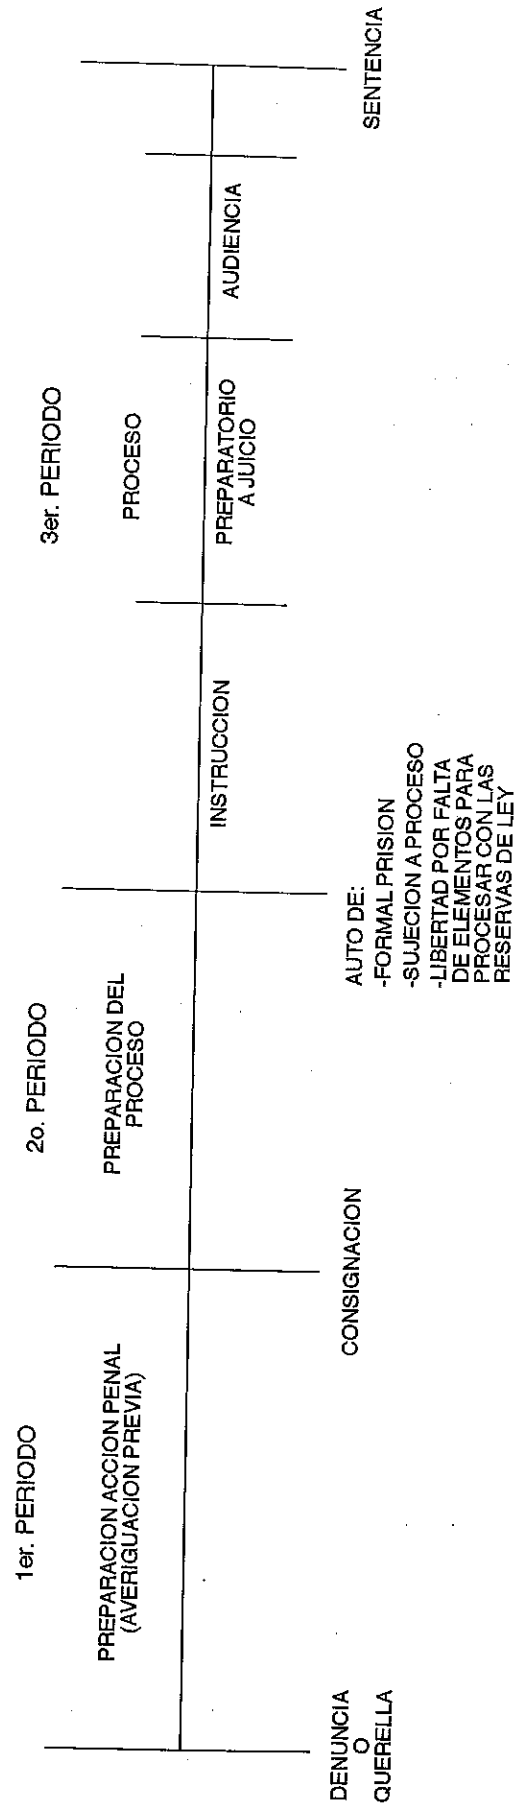 1er. PERIODO
2o. PERIODO
3er. PERIODO
PREPARACION ACCION PENAL
(AVERIGUACION PREVIA)
PREPARACION DEL
PROCESO
PROCESO
INSTRUCCION
PREPARATORIO
A JUICIO
AUDIENCIA
DENUNCIA
O
QUERELLA
CONSIGNACION
AUTO DE:
-FORMAL PRISION
-SUJECION A PROCESO
-LIBERTAD POR FALTA
DE ELEMENTOS PARA
PROCESAR CON LAS
RESERVAS DE LEY
SENTENCIA